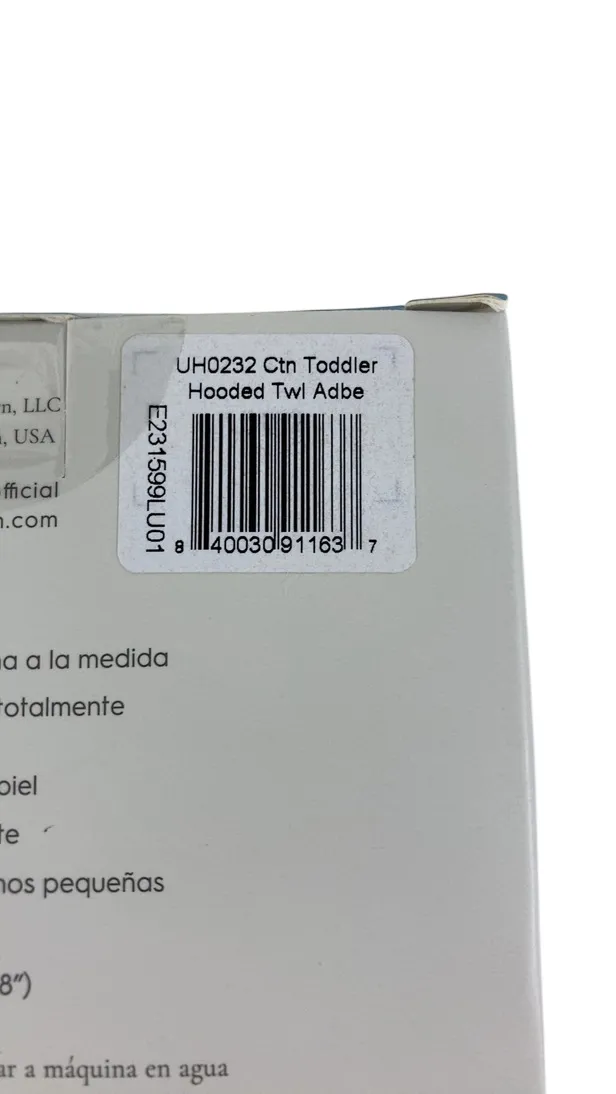 UH0232 Ctn Toddler
Hooded Twl Adbe
E231599LU01
8 40030 91163 7
n, LLC
, USA
fficial
.com
a a la medida
totalmente
piel
te
nos pequeñas
8")
ar a máquina en agua